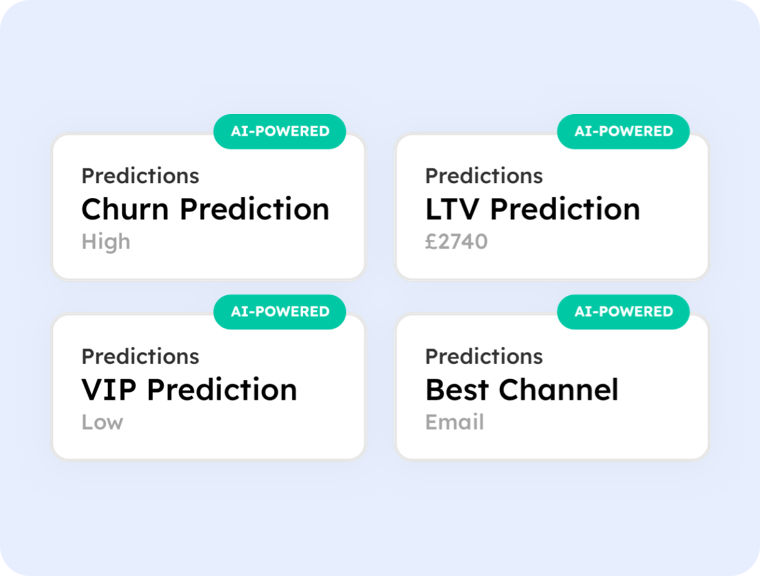 AI-POWERED
Predictions
Churn Prediction
High
AI-POWERED
Predictions
LTV Prediction
£2740
AI-POWERED
Predictions
VIP Prediction
Low
AI-POWERED
Predictions
Best Channel
Email